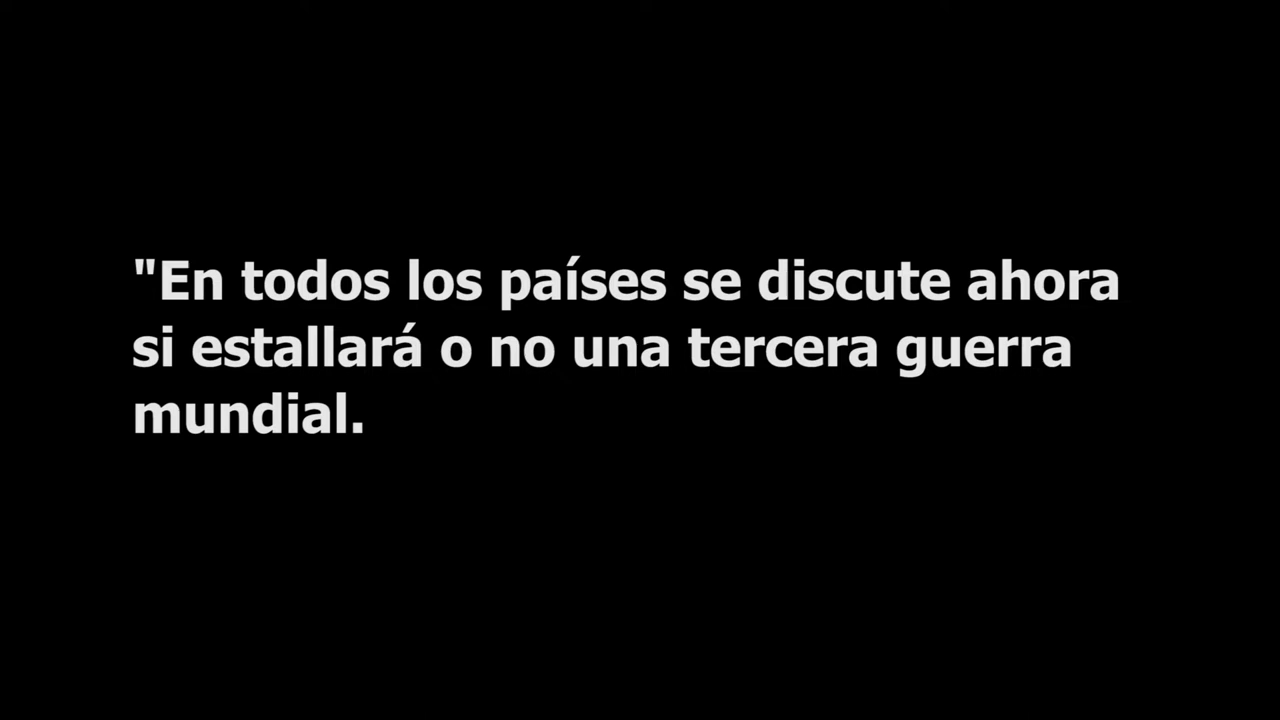 "En todos los países se discute ahora
si estallará o no una tercera guerra
mundial.